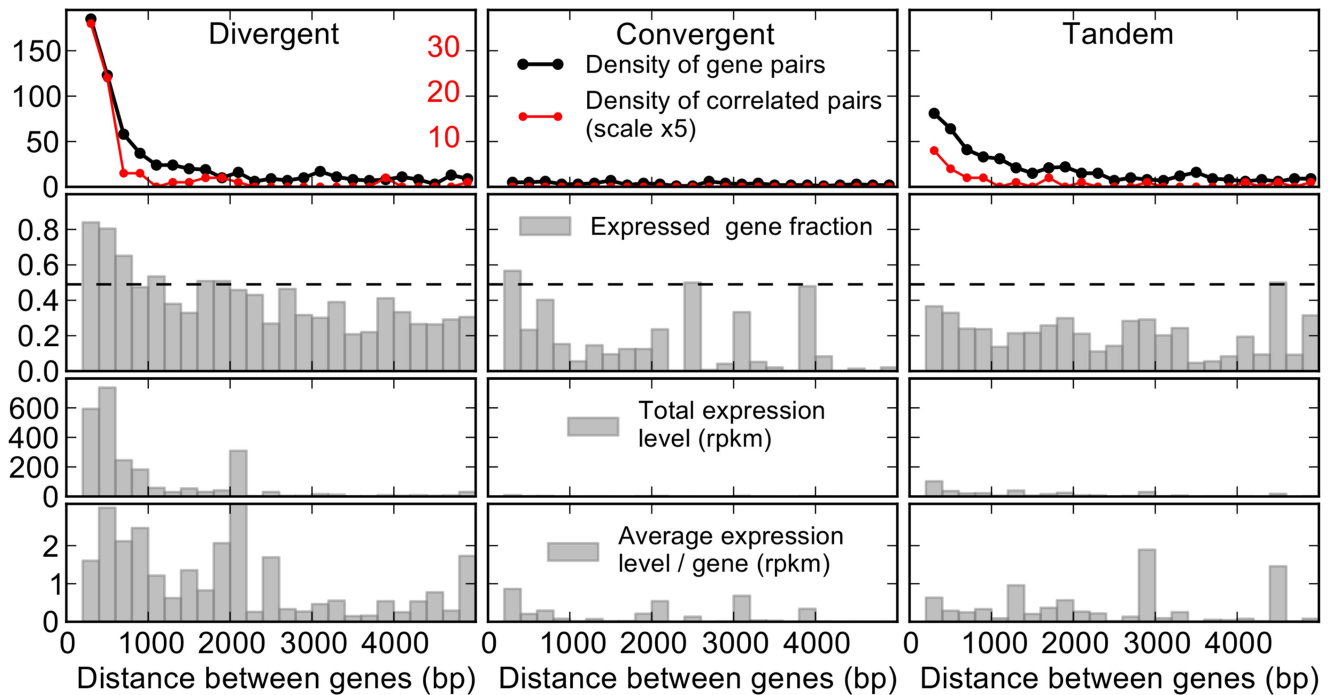 Divergent
Convergent
Tandem
150
100
50
0
30
20
10
Density of gene pairs
Density of correlated pairs
(scale x5)
0.8
0.6
0.4
0.2
0.0
Expressed gene fraction
600
400
200
0
Total expression
level (rpkm)
2
1
0
Average expression
level / gene (rpkm)
0 1000 2000 3000 4000 0 1000 2000 3000 4000 0 1000 2000 3000 4000
Distance between genes (bp) Distance between genes (bp) Distance between genes (bp)